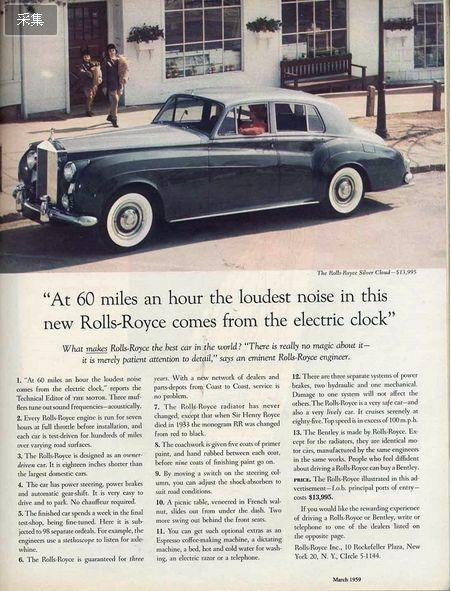 采集
The Rolls-Royce Silver Cloud—$13,995
“At 60 miles an hour the loudest noise in this
new Rolls-Royce comes from the electric clock”
What makes Rolls-Royce the best car in the world? “There is really no magic about it—
it is merely patient attention to detail,” says an eminent Rolls-Royce engineer.
1. “At 60 miles an hour the loudest noise
comes from the electric clock,” reports the
Technical Editor of THE MOTOR. Three muf-
flers tune out sound frequencies—acoustically.
2. Every Rolls-Royce engine is run for seven
hours at full throttle before installation, and
each car is test-driven for hundreds of miles
over varying road surfaces.
3. The Rolls-Royce is designed as an owner-
driven car. It is eighteen inches shorter than
the largest domestic cars.
4. The car has power steering, power brakes
and automatic gear-shift. It is very easy to
drive and to park. No chauffeur required.
5. The finished car spends a week in the final
test-shop, being fine-tuned. Here it is sub-
jected to 98 separate ordeals. For example, the
engineers use a stethoscope to listen for axle-
whine.
6. The Rolls-Royce is guaranteed for three
years. With a new network of dealers and
parts-depots from Coast to Coast, service is
no problem.
7. The Rolls-Royce radiator has never
changed, except that when Sir Henry Royce
died in 1933 the monogram RR was changed
from red to black.
8. The coachwork is given five coats of primer
paint, and hand rubbed between each coat,
before nine coats of finishing paint go on.
9. By moving a switch on the steering col-
umn, you can adjust the shock-absorbers to
suit road conditions.
10. A picnic table, veneered in French wal-
nut, slides out from under the dash. Two
more swing out behind the front seats.
11. You can get such optional extras as an
Espresso coffee-making machine, a dictating
machine, a bed, hot and cold water for wash-
ing, an electric razor or a telephone.
12. There are three separate systems of power
brakes, two hydraulic and one mechanical.
Damage to one system will not affect the
others. The Rolls-Royce is a very safe car—and
also a very lively car. It cruises serenely at
eighty-five. Top speed is in excess of 100 m.p.h.
13. The Bentley is made by Rolls-Royce. Ex-
cept for the radiators, they are identical mo-
tor cars, manufactured by the same engineers
in the same works. People who feel diffident
about driving a Rolls-Royce can buy a Bentley.
PRICE. The Rolls-Royce illustrated in this ad-
vertisement—f.o.b. principal ports of entry—
costs $13,995.
If you would like the rewarding experience
of driving a Rolls-Royce or Bentley, write or
telephone to one of the dealers listed on
the opposite page.
Rolls-Royce Inc., 10 Rockefeller Plaza, New
York 20, N. Y., CIrcle 5-1144.
March 1959